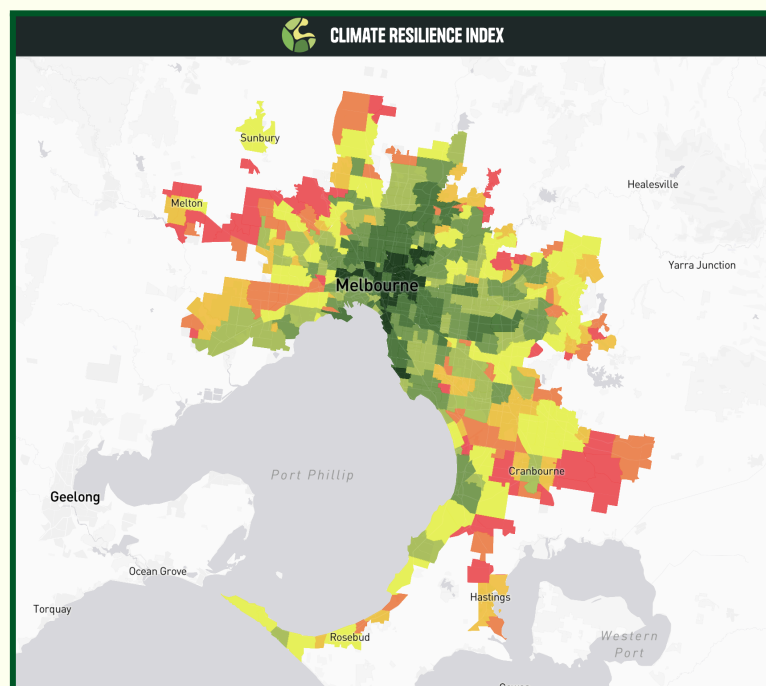 CLIMATE RESILIENCE INDEX
Sunbury
Healesville
Melton
Yarra Junction
Melbourne
Cranbourne
Port Phillip
Geelong
Ocean Grove
Hastings
Torquay
Rosebud
Western
Port